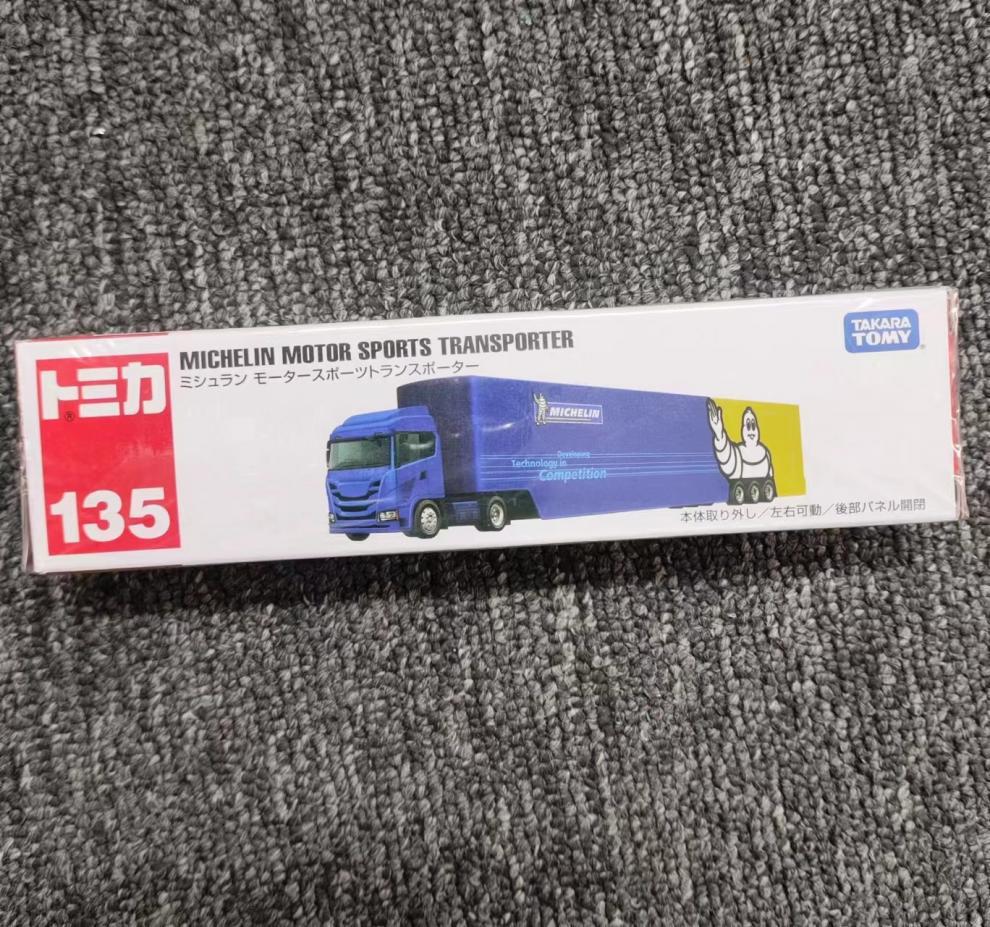 MICHELIN MOTOR SPORTS TRANSPORTER
ミシュラン モータースポーツトランスポーター
トミカ
®
135
TAKARA
TOMY
MICHELIN
Developing
Technology in
Competition
本体取り外し/左右可動/後部パネル開閉